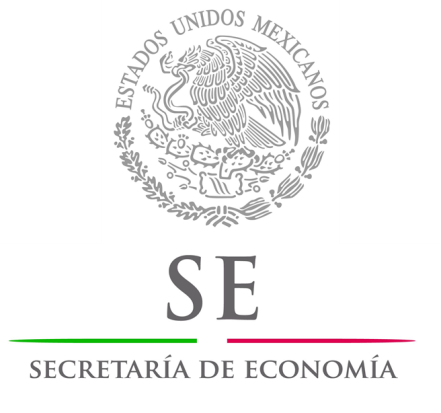 ESTADOS UNIDOS MEXICANOS
SE
SECRETARÍA DE ECONOMÍA